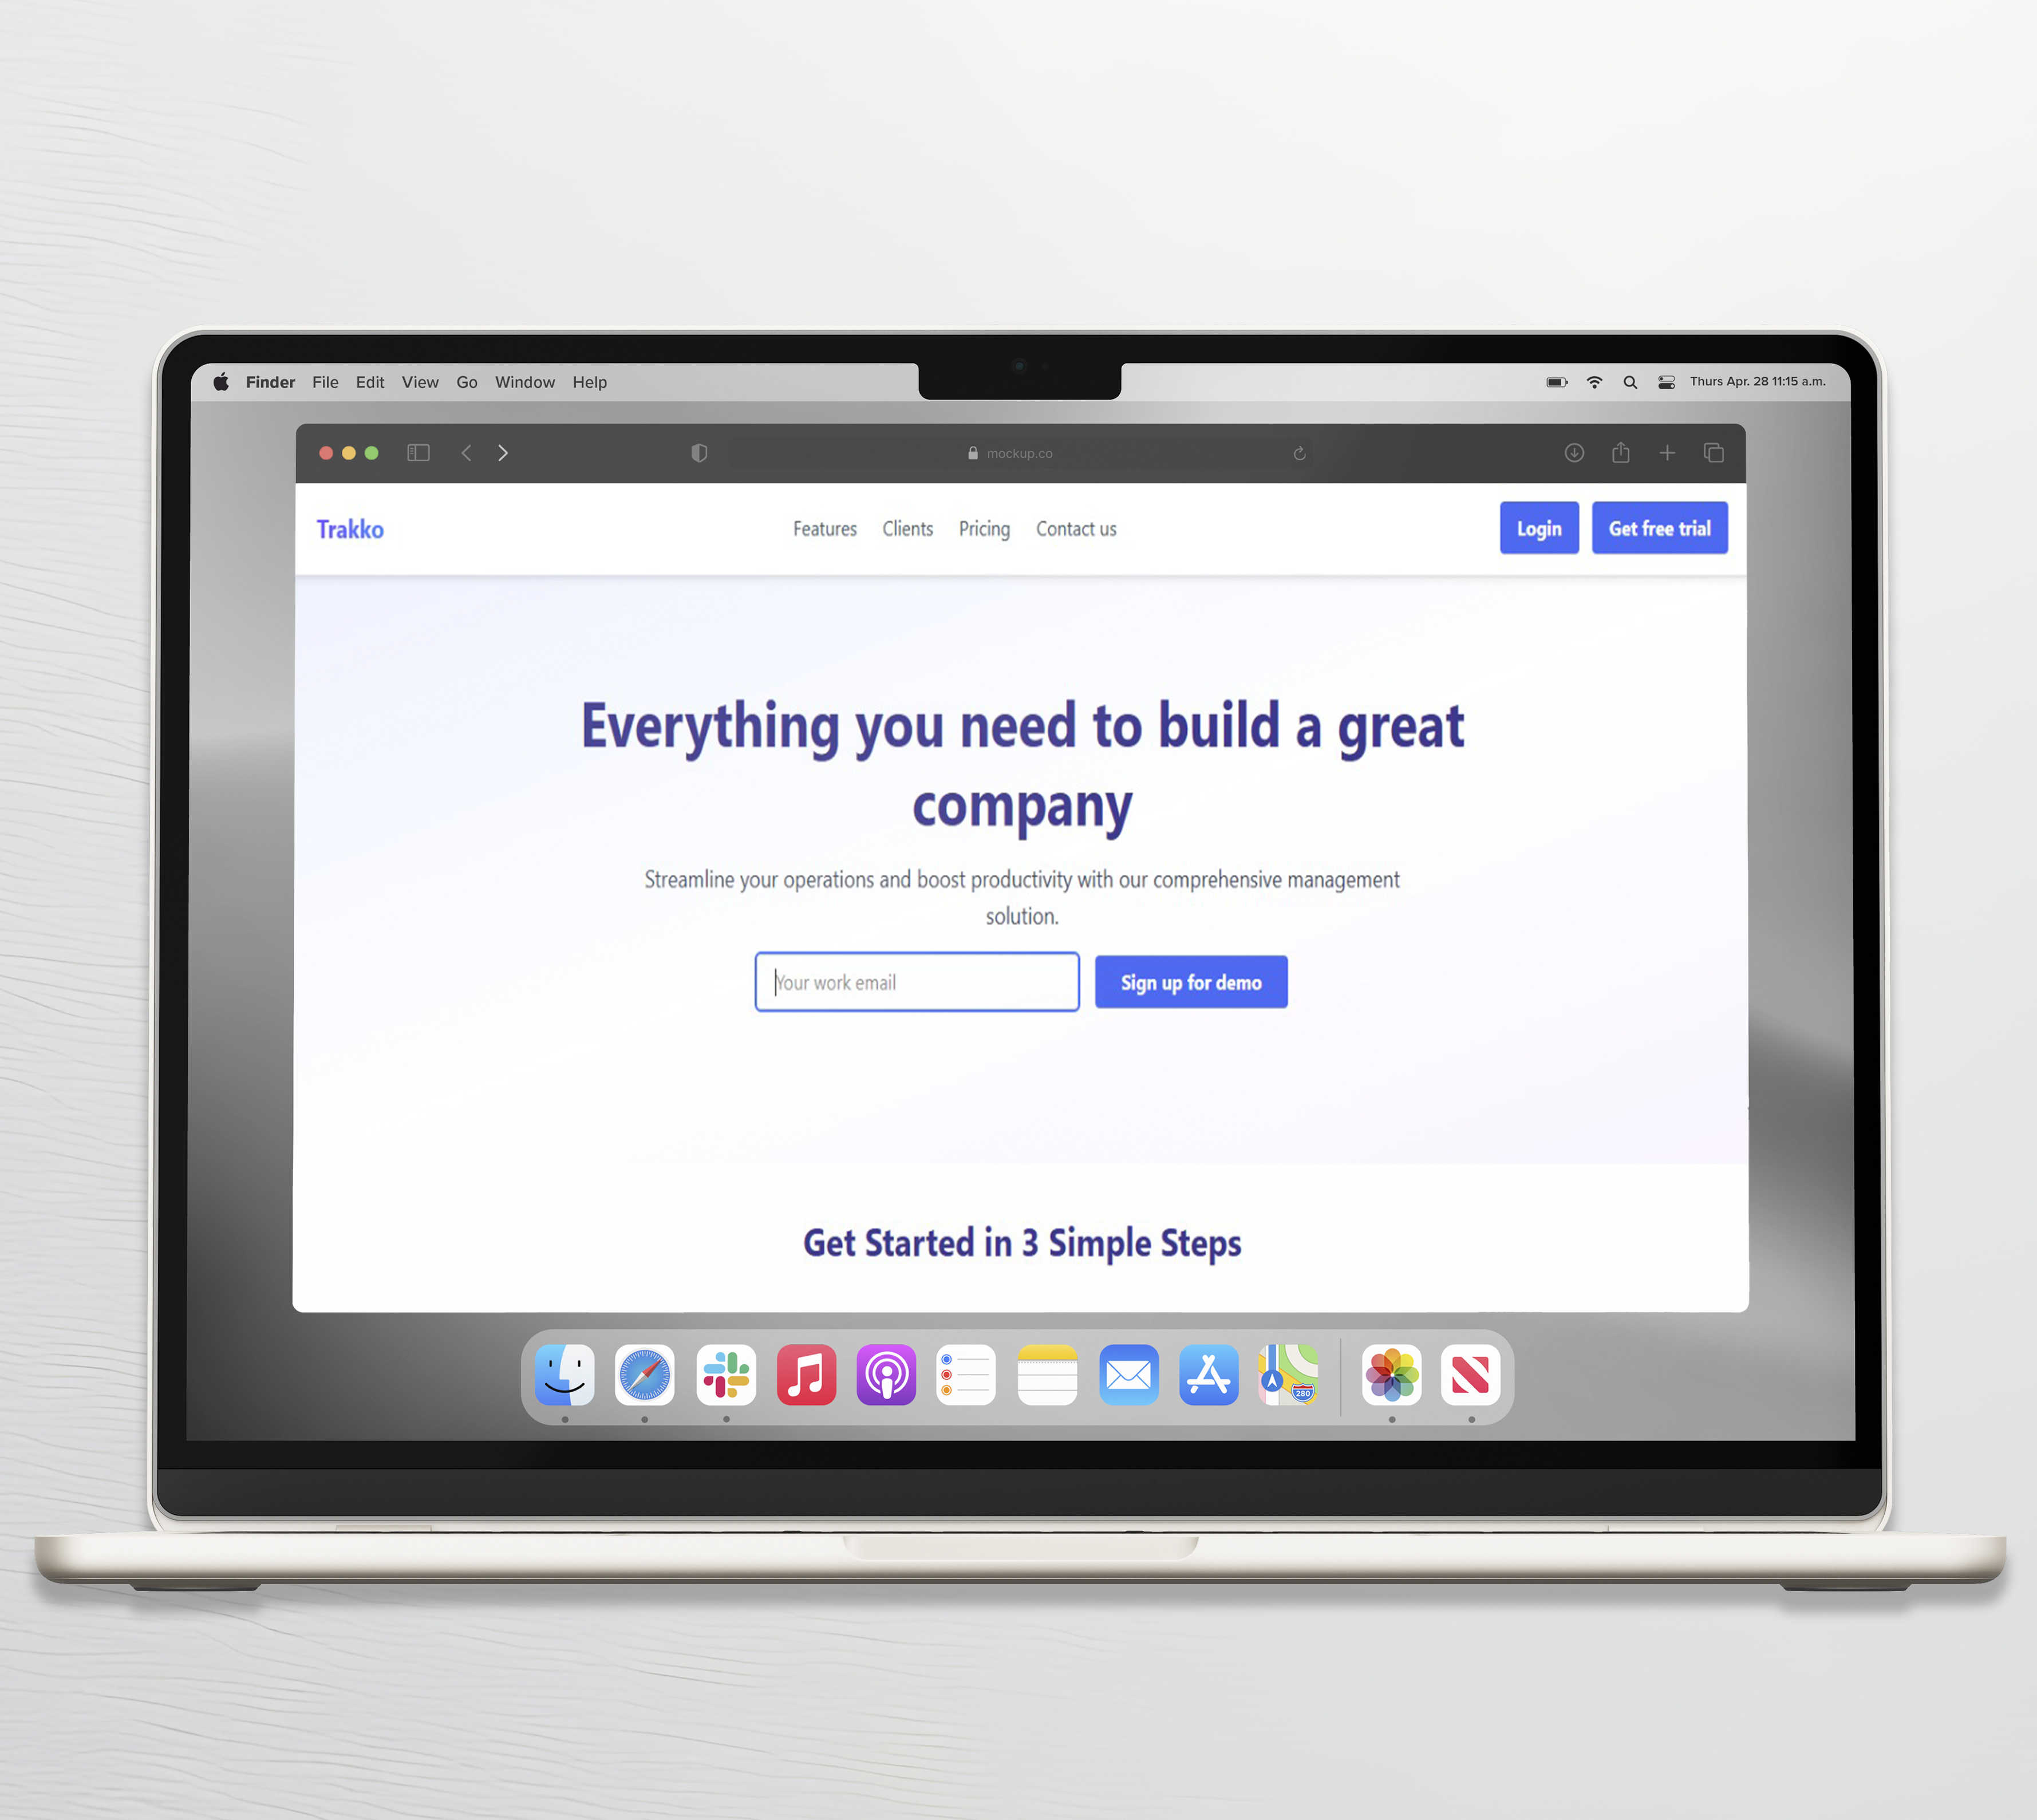 Finder File Edit View Go Window Help
Thurs Apr. 28 11:15 a.m.
mockup.co
Trakko
Features Clients Pricing Contact us
Login
Get free trial
Everything you need to build a great
company
Streamline your operations and boost productivity with our comprehensive management
solution.
Your work email
Sign up for demo
Get Started in 3 Simple Steps
280